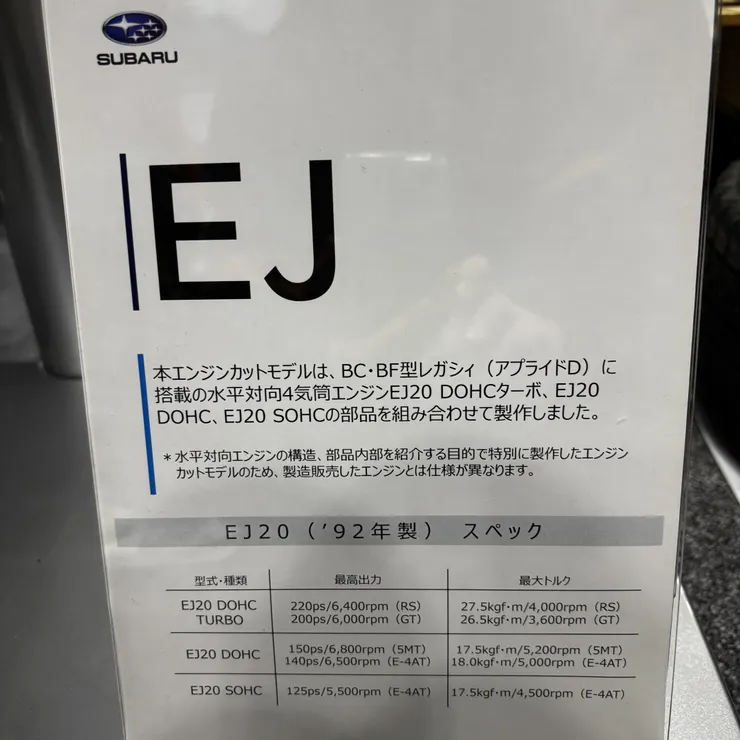 SUBARU
EJ
本エンジンカットモデルは、BC・BF型レガシィ（アプライドD）に
搭載の水平対向4気筒エンジンEJ20 DOHCターボ、EJ20
DOHC、EJ20 SOHCの部品を組み合わせて製作しました。
＊水平対向エンジンの構造、部品内部を紹介する目的で特別に製作したエンジン
カットモデルのため、製造販売したエンジンとは仕様が異なります。
EJ20（’92年製） スペック
型式・種類 最高出力 最大トルク
EJ20 DOHC 220ps/6,400rpm（RS） 27.5kgf・m/4,000rpm（RS）
TURBO 200ps/6,000rpm（GT） 26.5kgf・m/3,600rpm（GT）
EJ20 DOHC 150ps/6,800rpm（5MT） 17.5kgf・m/5,200rpm（5MT）
140ps/6,500rpm（E-4AT） 18.0kgf・m/5,000rpm（E-4AT）
EJ20 SOHC 125ps/5,500rpm（E-4AT） 17.5kgf・m/4,500rpm（E-4AT）